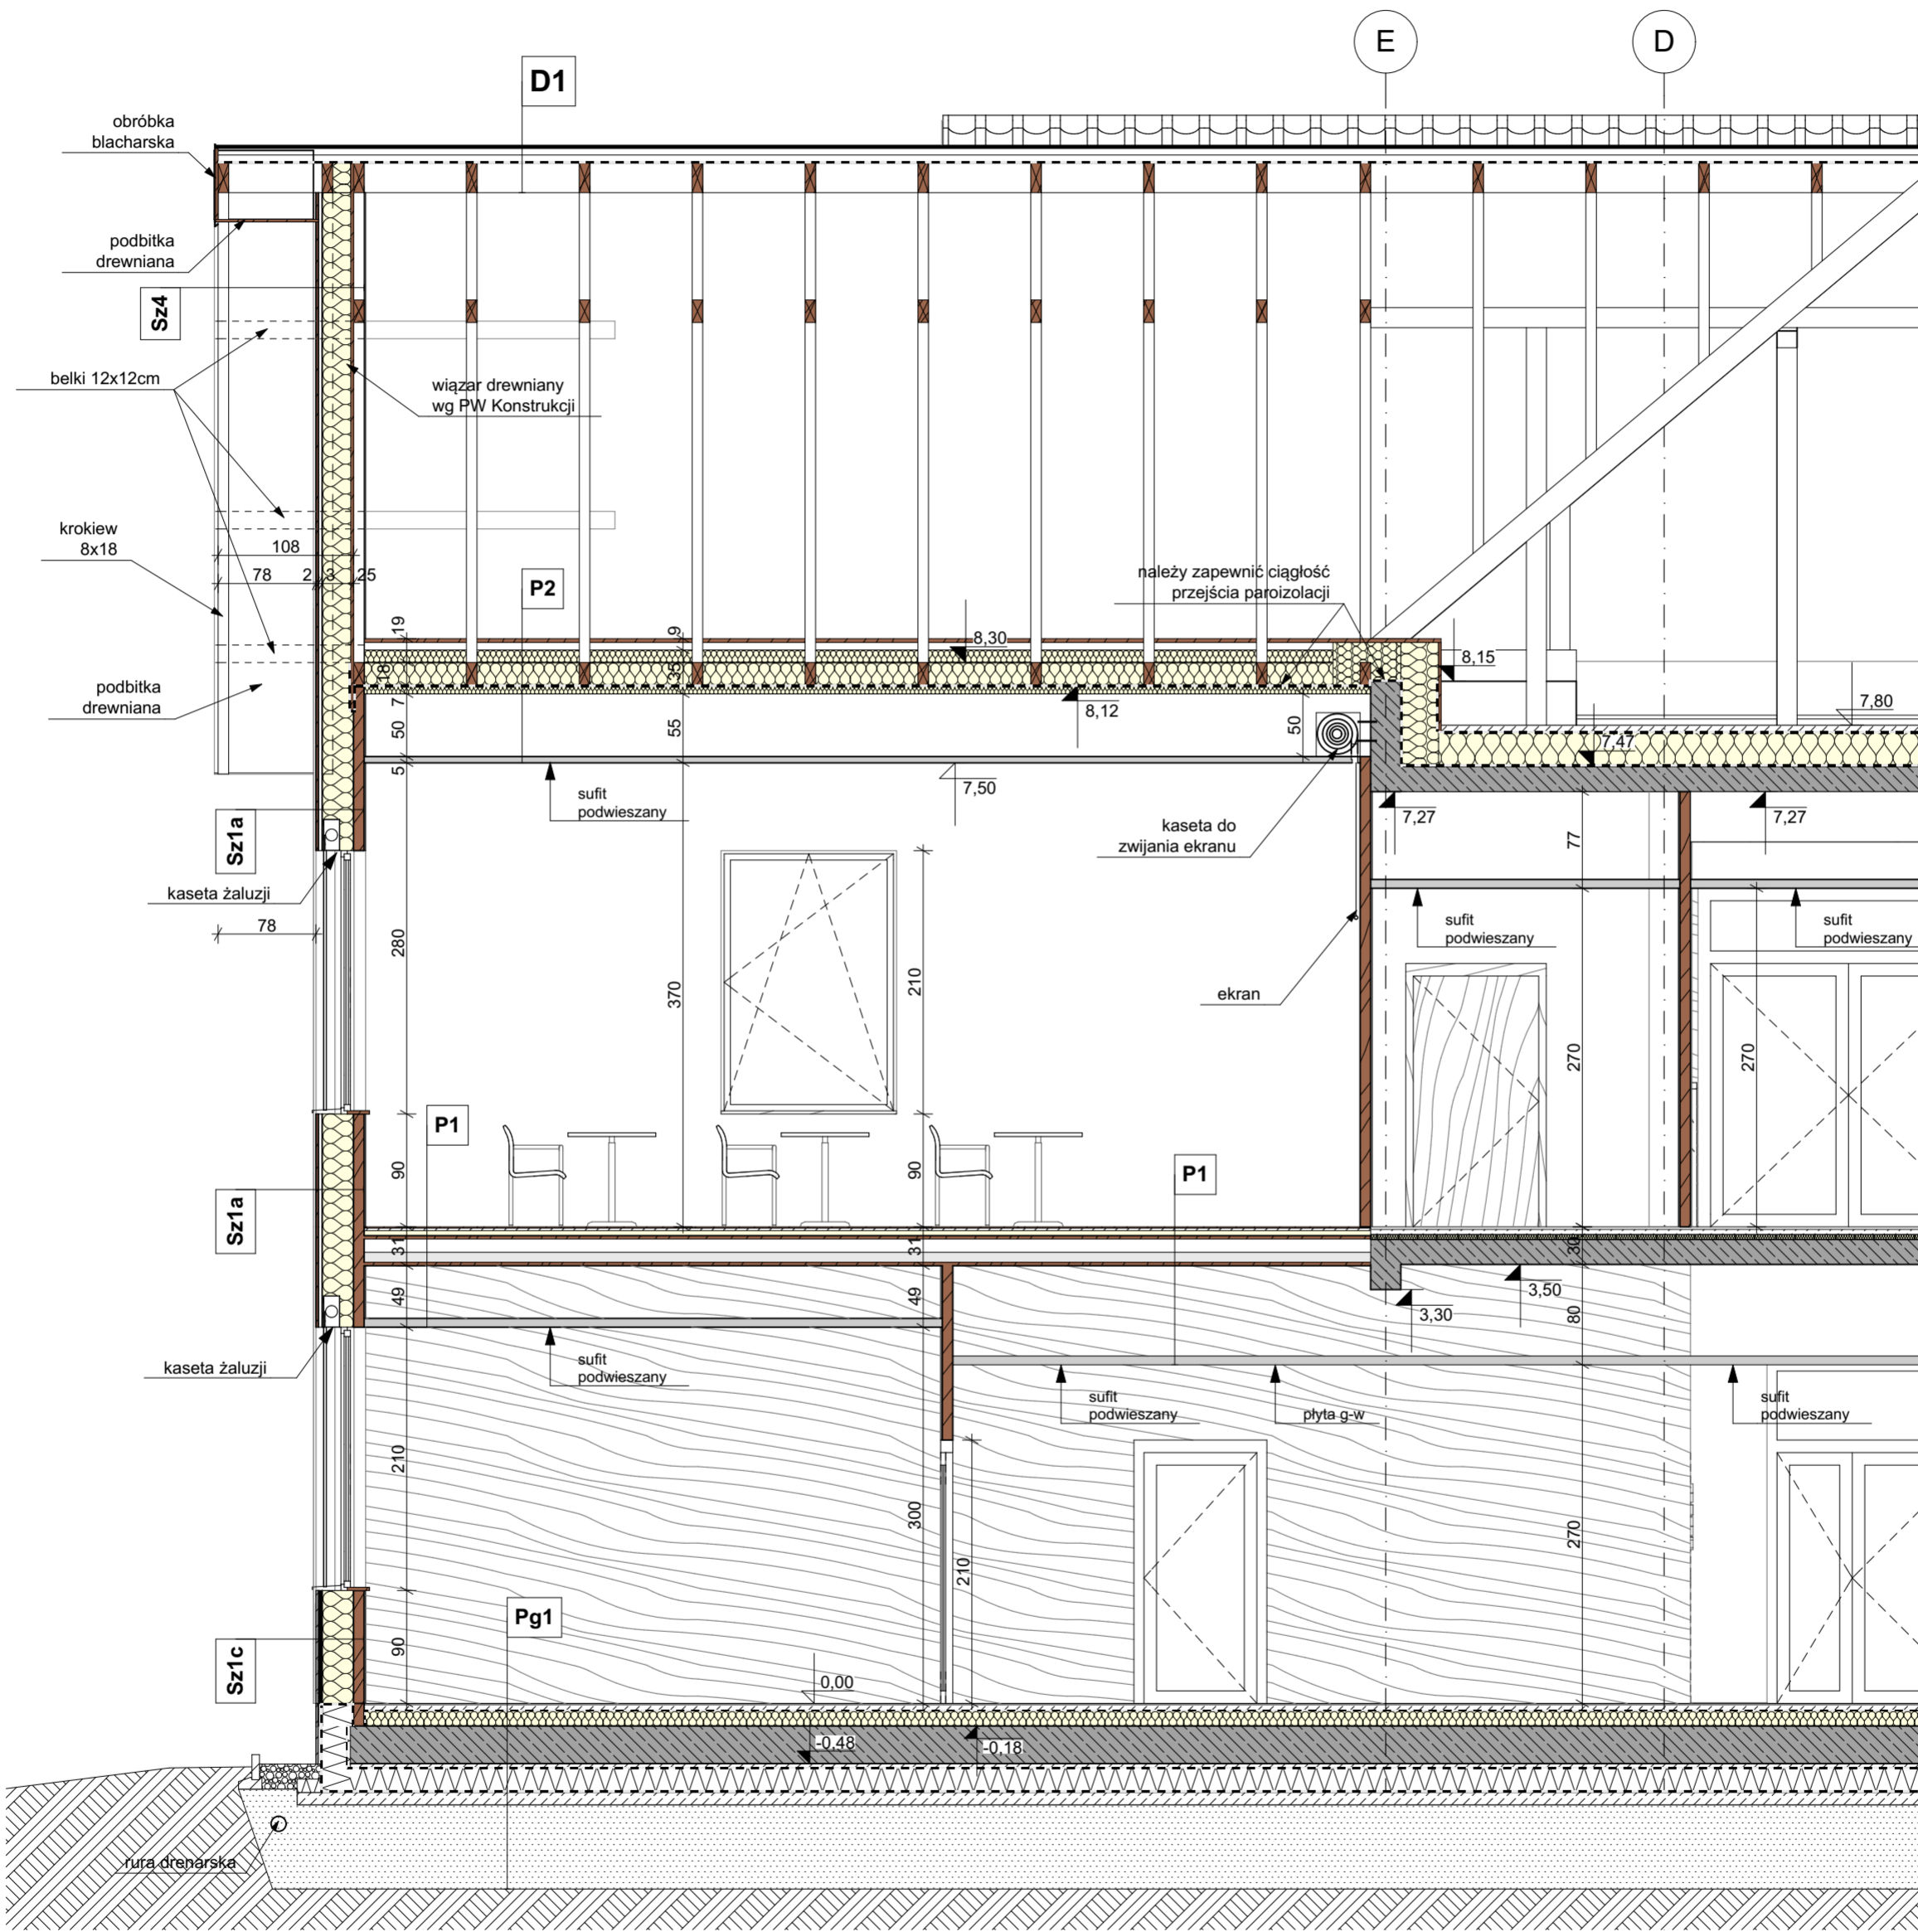 E
D
D1
obróbka
blacharska
podbitka
drewniana
Sz4
belki 12x12cm
wiązar drewniany
wg PW Konstrukcji
krokiew
8x18
108
78
2
3
25
P2
należy zapewnić ciągłość
przejścia paroizolacji
19
9
8,30
18
35
8,15
podbitka
drewniana
7
8,12
7,80
50
55
50
7,47
5
7,50
sufit
podwieszany
Sz1a
kaseta do
zwijania ekranu
7,27
7,27
77
kaseta żaluzji
78
280
sufit
podwieszany
sufit
podwieszany
370
210
ekran
270
270
P1
90
90
P1
Sz1a
31
31
30
49
49
3,50
3,30
80
kaseta żaluzji
sufit
podwieszany
sufit
podwieszany
płyta g-w
sufit
podwieszany
210
300
210
270
Pg1
90
Sz1c
0,00
-0,48
-0,18
rura drenarska